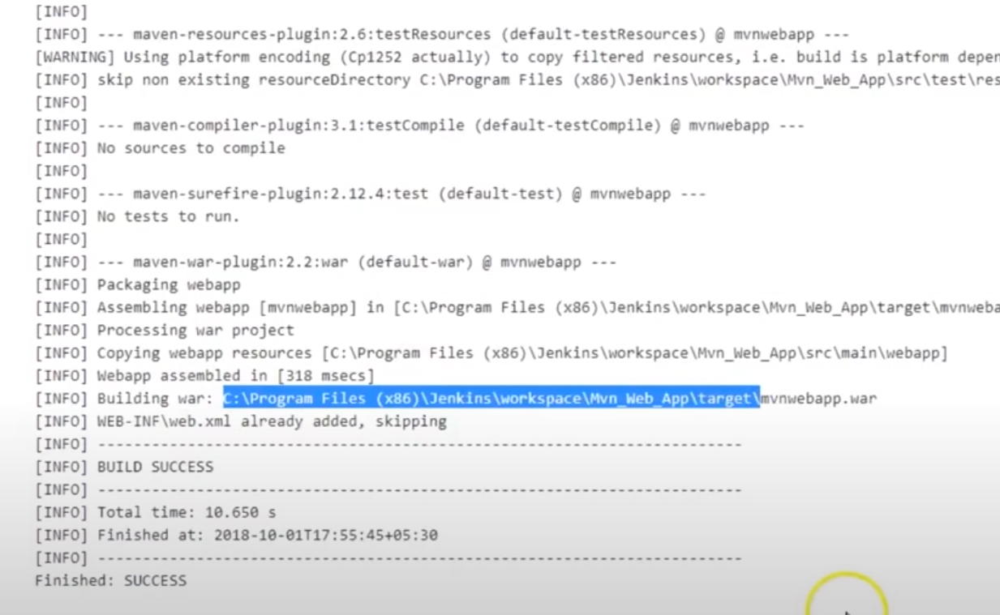 [INFO]
[INFO] --- maven-resources-plugin:2.6:testResources (default-testResources) @ mvnwebapp ---
[WARNING] Using platform encoding (Cp1252 actually) to copy filtered resources, i.e. build is platform depen
[INFO] skip non existing resourceDirectory C:\Program Files (x86)\Jenkins\workspace\Mvn_Web_App\src\test\res
[INFO]
[INFO] --- maven-compiler-plugin:3.1:testCompile (default-testCompile) @ mvnwebapp ---
[INFO] No sources to compile
[INFO]
[INFO] --- maven-surefire-plugin:2.12.4:test (default-test) @ mvnwebapp ---
[INFO] No tests to run.
[INFO]
[INFO] --- maven-war-plugin:2.2:war (default-war) @ mvnwebapp ---
[INFO] Packaging webapp
[INFO] Assembling webapp [mvnwebapp] in [C:\Program Files (x86)\Jenkins\workspace\Mvn_Web_App\target\mvnweba
[INFO] Processing war project
[INFO] Copying webapp resources [C:\Program Files (x86)\Jenkins\workspace\Mvn_Web_App\src\main\webapp]
[INFO] Webapp assembled in [318 msecs]
[INFO] Building war: C:\Program Files (x86)\Jenkins\workspace\Mvn_Web_App\target\mvnwebapp.war
[INFO] WEB-INF\web.xml already added, skipping
[INFO] ------------------------------------------------------------------------
[INFO] BUILD SUCCESS
[INFO] ------------------------------------------------------------------------
[INFO] Total time: 10.650 s
[INFO] Finished at: 2018-10-01T17:55:45+05:30
[INFO] ------------------------------------------------------------------------
Finished: SUCCESS